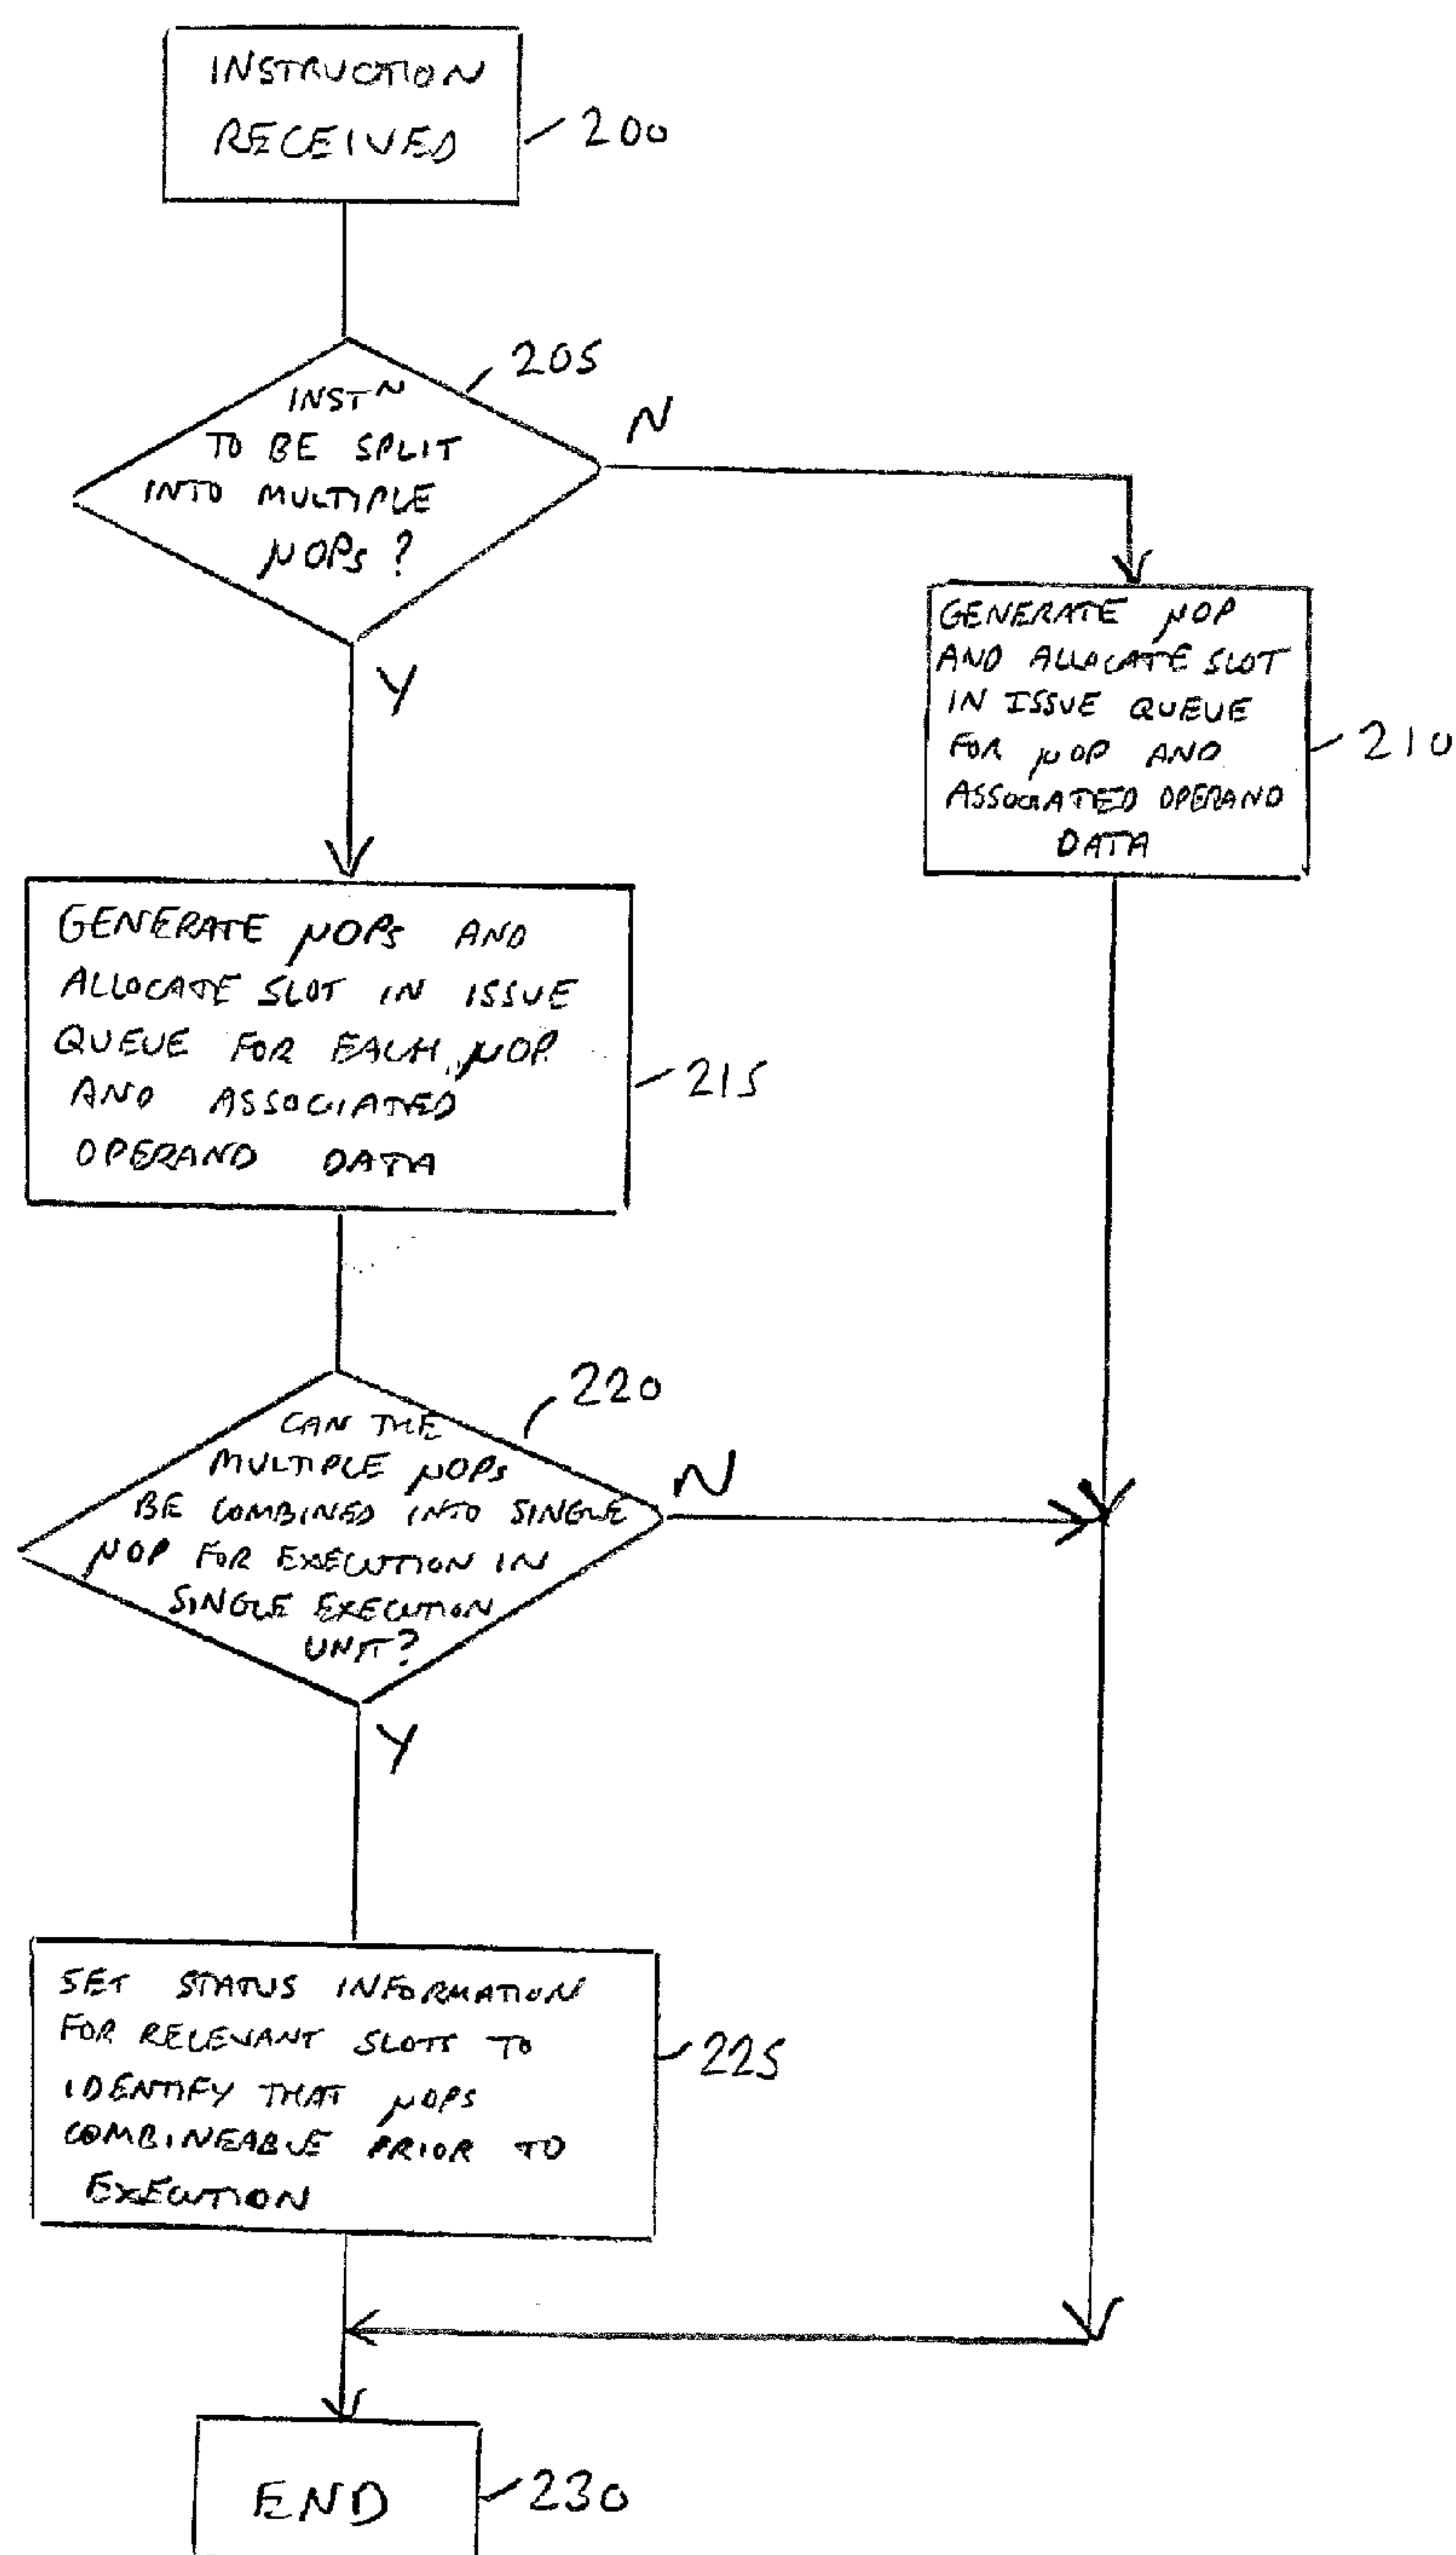 INSTRUCTION
RECEIVED
200
205
INSTᴺ
TO BE SPLIT
INTO MULTIPLE
μOPs?
N
Y
GENERATE μOP
AND ALLOCATE SLOT
IN ISSUE QUEUE
FOR μOP AND
ASSOCIATED OPERAND
DATA
210
GENERATE μOPs AND
ALLOCATE SLOT IN ISSUE
QUEUE FOR EACH μOP
AND ASSOCIATED
OPERAND DATA
215
220
CAN THE
MULTIPLE μOPs
BE COMBINED INTO SINGLE
μOP FOR EXECUTION IN
SINGLE EXECUTION
UNIT?
N
Y
SET STATUS INFORMATION
FOR RELEVANT SLOTS TO
IDENTIFY THAT μOPs
COMBINEABLE PRIOR TO
EXECUTION
225
END
230